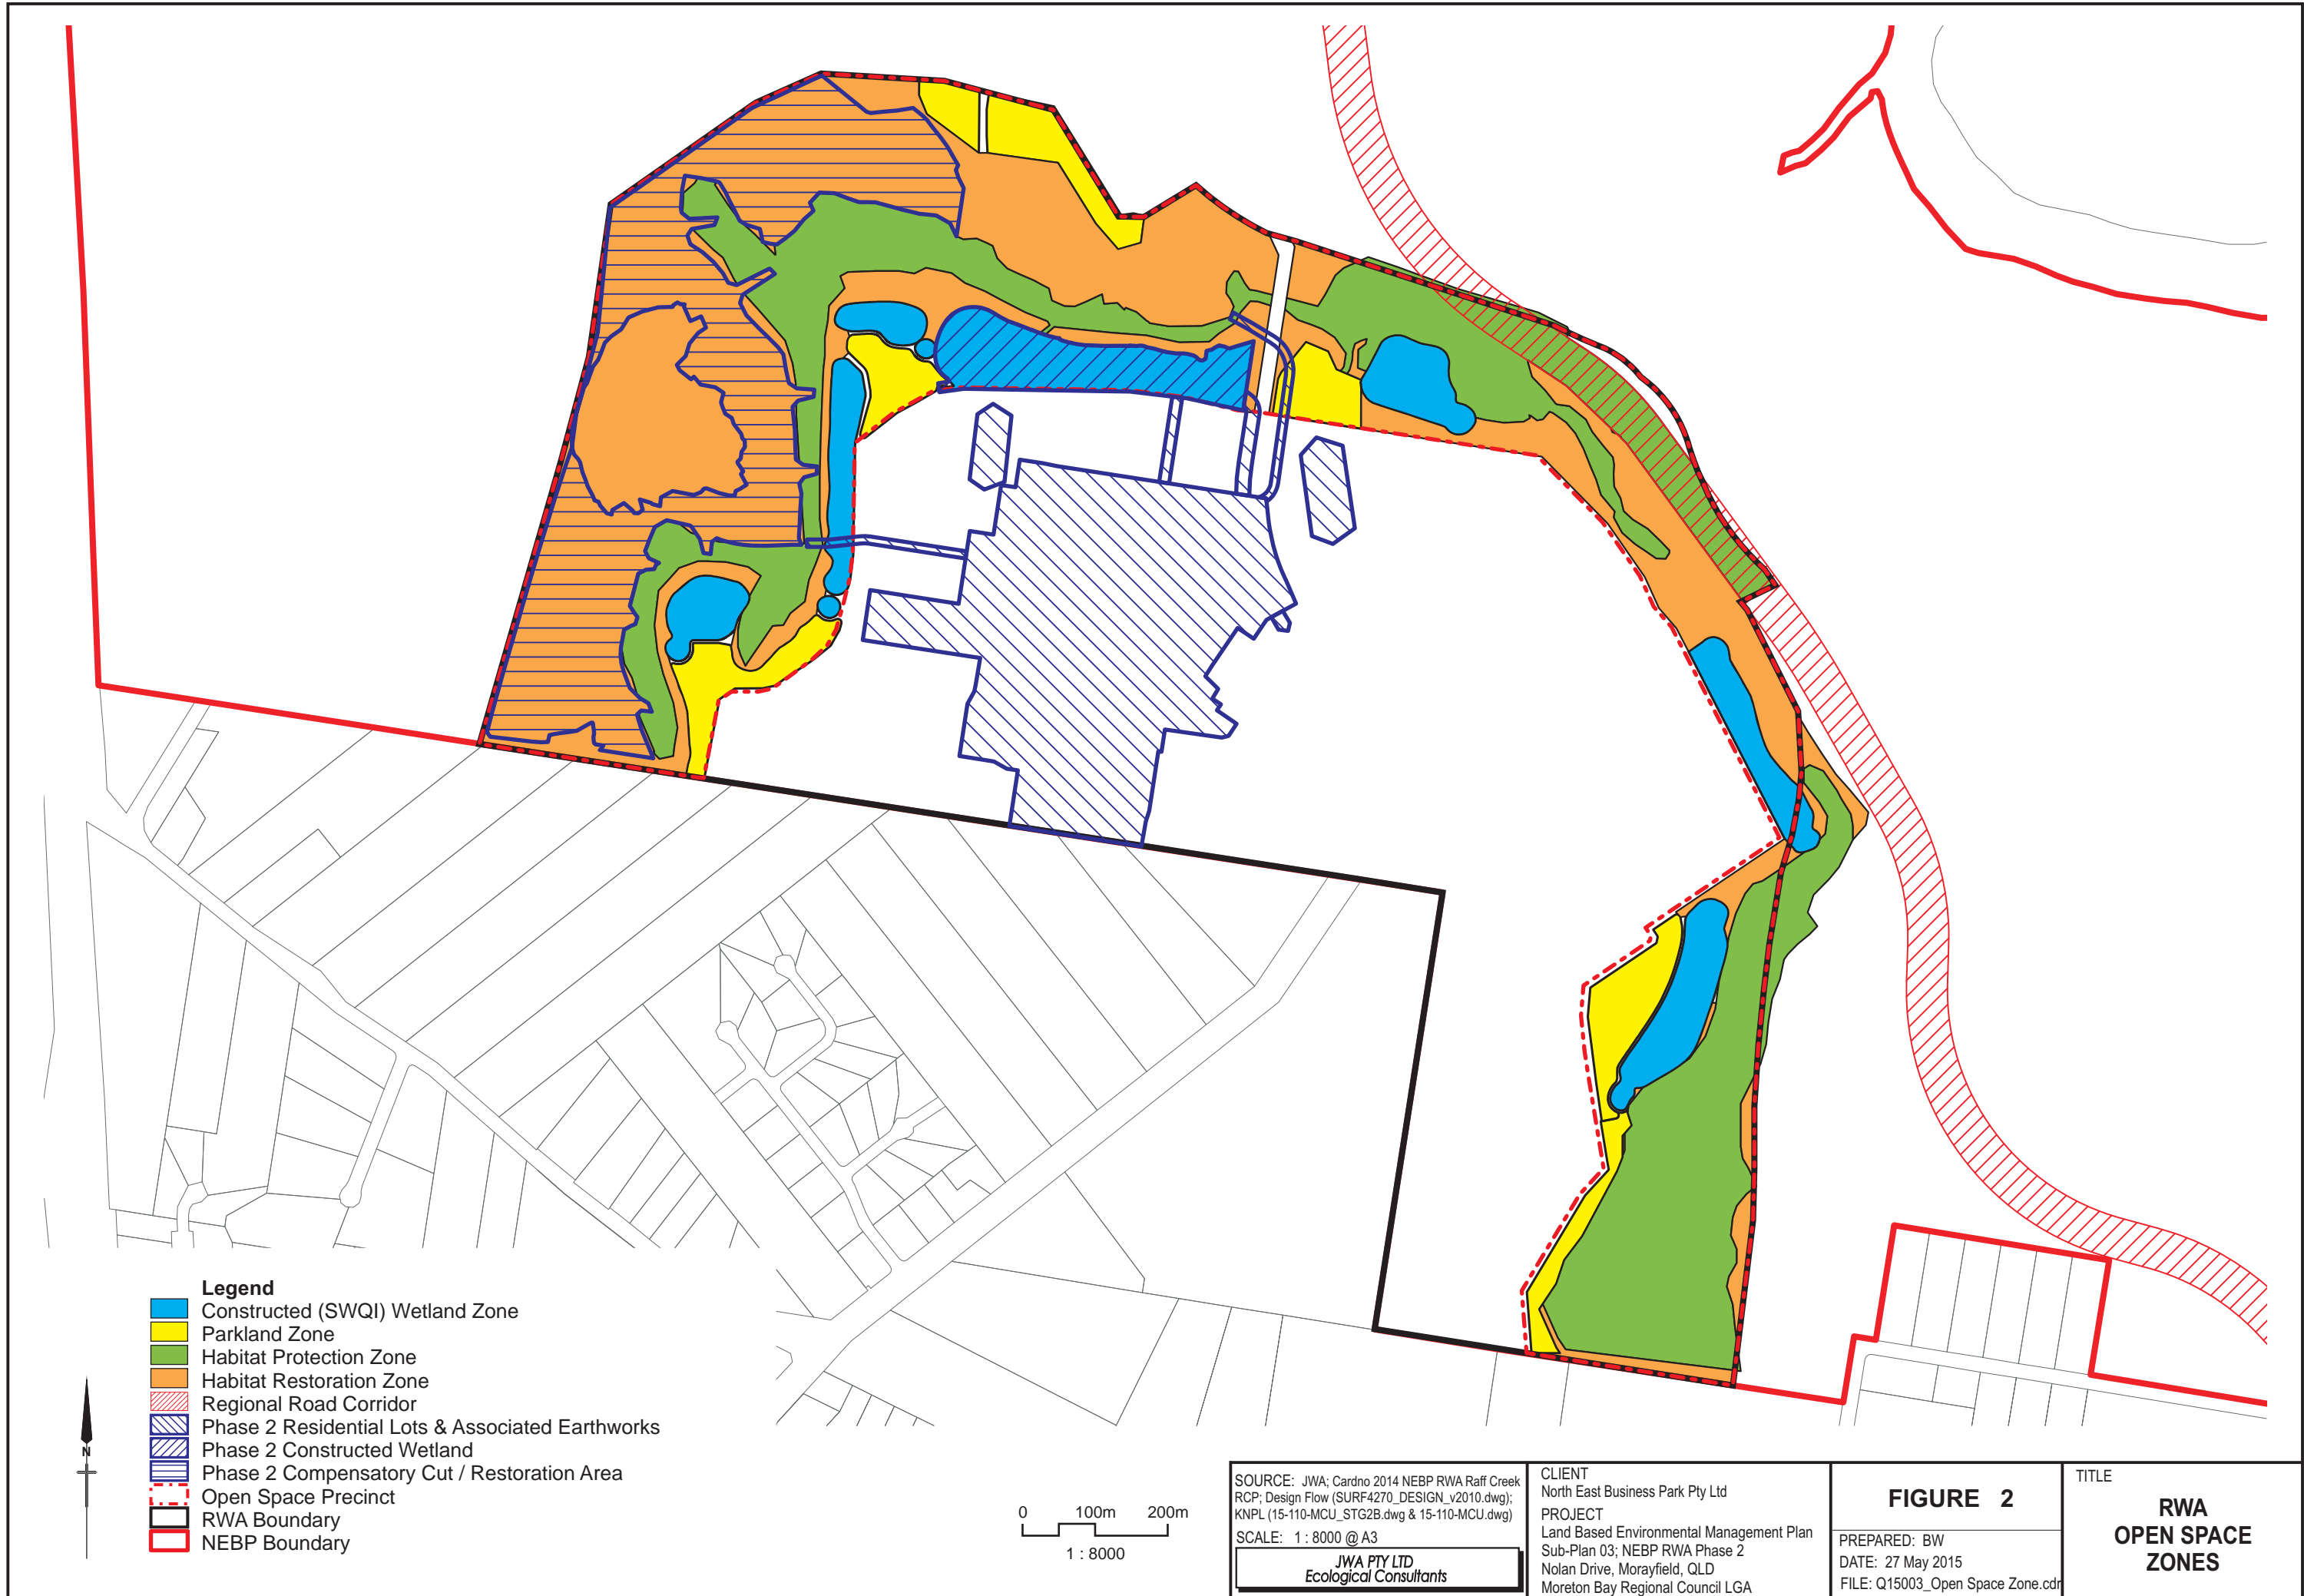 Legend
Constructed (SWQI) Wetland Zone
Parkland Zone
Habitat Protection Zone
Habitat Restoration Zone
Regional Road Corridor
Phase 2 Residential Lots & Associated Earthworks
Phase 2 Constructed Wetland
Phase 2 Compensatory Cut / Restoration Area
Open Space Precinct
RWA Boundary
NEBP Boundary
N
0 100m 200m
1 : 8000
SOURCE: JWA; Cardno 2014 NEBP RWA Raff Creek
RCP; Design Flow (SURF4270_DESIGN_v2010.dwg);
KNPL (15-110-MCU_STG2B.dwg & 15-110-MCU.dwg)
SCALE: 1 : 8000 @ A3
JWA PTY LTD
Ecological Consultants
CLIENT
North East Business Park Pty Ltd
PROJECT
Land Based Environmental Management Plan
Sub-Plan 03; NEBP RWA Phase 2
Nolan Drive, Morayfield, QLD
Moreton Bay Regional Council LGA
FIGURE 2
PREPARED: BW
DATE: 27 May 2015
FILE: Q15003_Open Space Zone.cdr
TITLE
RWA
OPEN SPACE
ZONES